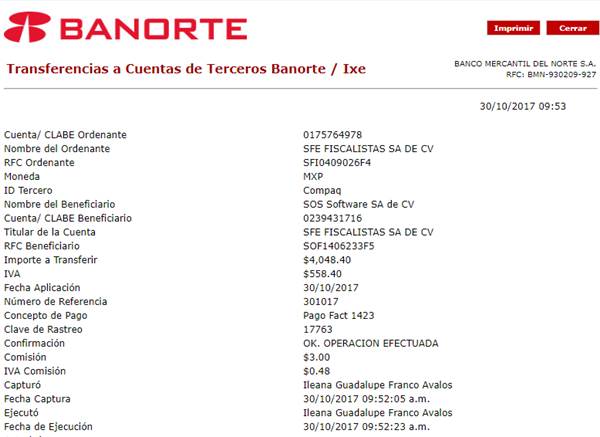 BANORTE
Imprimir Cerrar
Transferencias a Cuentas de Terceros Banorte / Ixe
BANCO MERCANTIL DEL NORTE S.A.
RFC: BMN-930209-927
30/10/2017 09:53
Cuenta/ CLABE Ordenante 0175764978
Nombre del Ordenante SFE FISCALISTAS SA DE CV
RFC Ordenante SFI0409026F4
Moneda MXP
ID Tercero Compaq
Nombre del Beneficiario SOS Software SA de CV
Cuenta/ CLABE Beneficiario 0239431716
Titular de la Cuenta SFE FISCALISTAS SA DE CV
RFC Beneficiario SOF1406233F5
Importe a Transferir $4,048.40
IVA $558.40
Fecha Aplicación 30/10/2017
Número de Referencia 301017
Concepto de Pago Pago Fact 1423
Clave de Rastreo 17763
Confirmación OK. OPERACION EFECTUADA
Comisión $3.00
IVA Comisión $0.48
Capturó Ileana Guadalupe Franco Avalos
Fecha Captura 30/10/2017 09:52:05 a.m.
Ejecutó Ileana Guadalupe Franco Avalos
Fecha de Ejecución 30/10/2017 09:52:23 a.m.